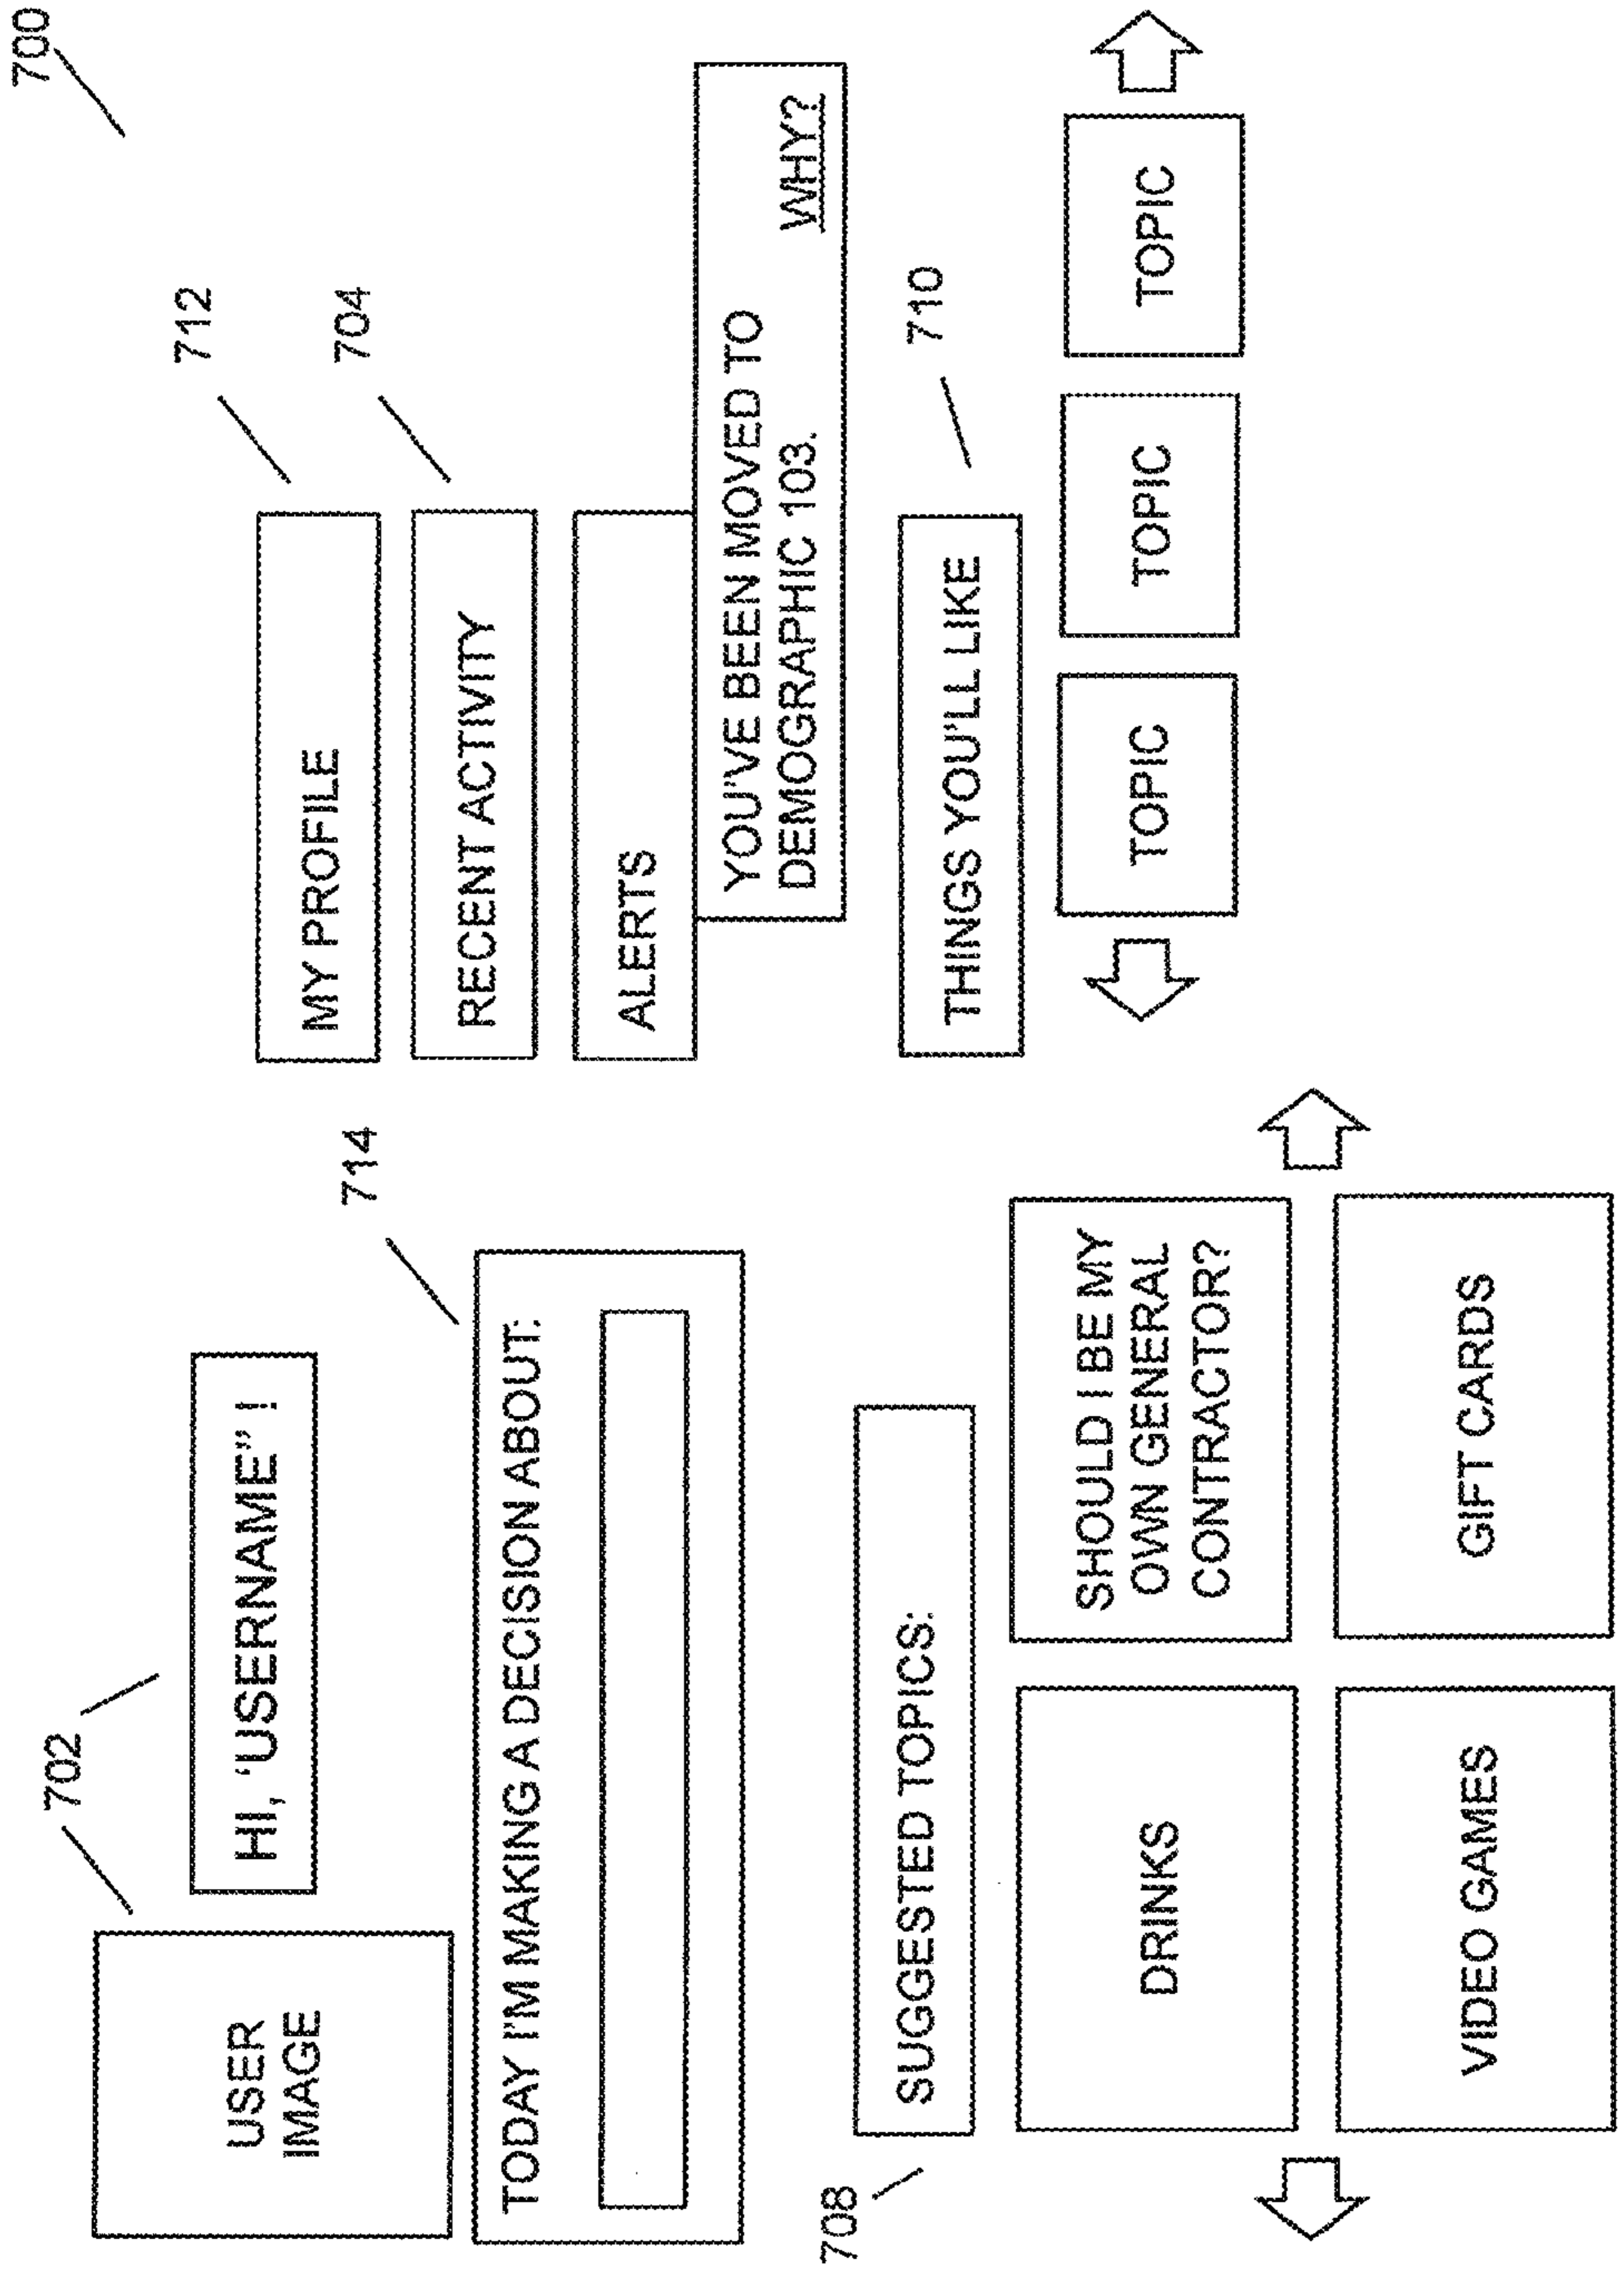 700
702
USER
IMAGE
HI, ‘USERNAME” !
714
TODAY I'M MAKING A DECISION ABOUT:
708
SUGGESTED TOPICS:
DRINKS
SHOULD I BE MY
OWN GENERAL
CONTRACTOR?
VIDEO GAMES
GIFT CARDS
712
MY PROFILE
704
RECENT ACTIVITY
ALERTS
YOU'VE BEEN MOVED TO
DEMOGRAPHIC 103.
WHY?
710
THINGS YOU'LL LIKE
TOPIC
TOPIC
TOPIC